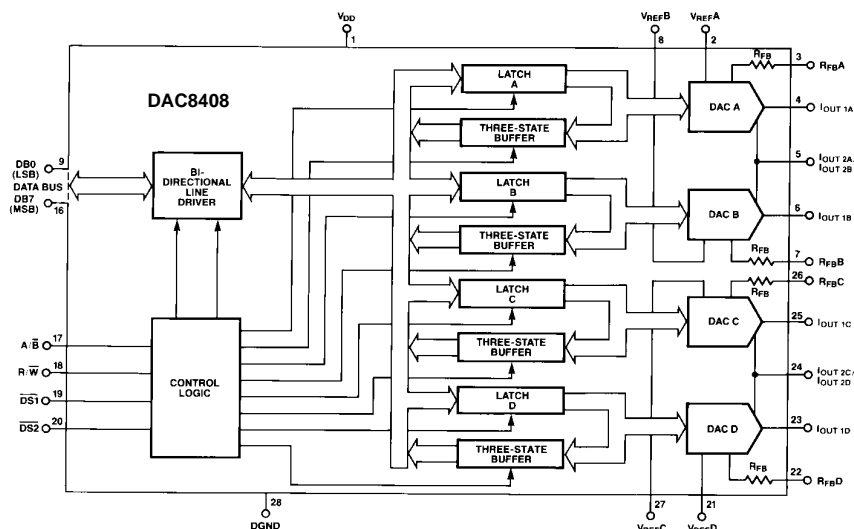 VDD
1
VREFB
8
VREFA
2
DAC8408
LATCH
A
THREE-STATE
BUFFER
RFB
3
RFBA
DAC A
4
IOUT 1A
5
IOUT 2A/
IOUT 2B
DB0
(LSB)
9
DATA BUS
DB7
(MSB)
16
BI-
DIRECTIONAL
LINE
DRIVER
LATCH
B
THREE-STATE
BUFFER
DAC B
6
IOUT 1B
RFB
7
RFBB
26
RFBC
RFB
LATCH
C
THREE-STATE
BUFFER
DAC C
25
IOUT 1C
24
IOUT 2C/
IOUT 2D
A/B̅
17
R/W̅
18
D̅S̅1̅
19
D̅S̅2̅
20
CONTROL
LOGIC
LATCH
D
THREE-STATE
BUFFER
DAC D
23
IOUT 1D
RFB
22
RFBD
28
DGND
27
VREFC
21
VREFD